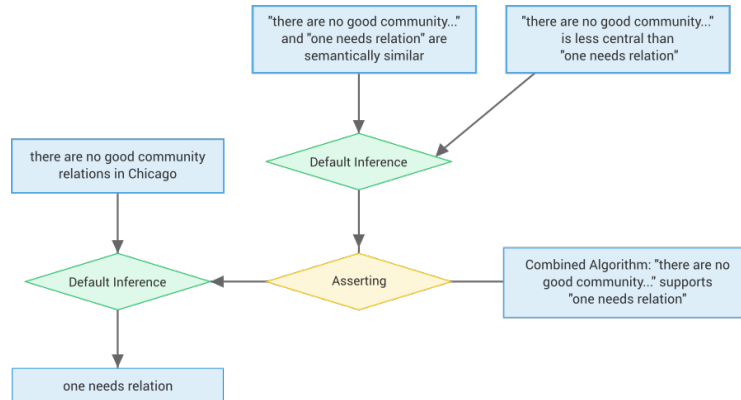 "there are no good community..."
and "one needs relation" are
semantically similar
"there are no good community..."
is less central than
"one needs relation"
Default Inference
there are no good community
relations in Chicago
Default Inference
Asserting
Combined Algorithm: "there are no
good community..." supports
"one needs relation"
one needs relation